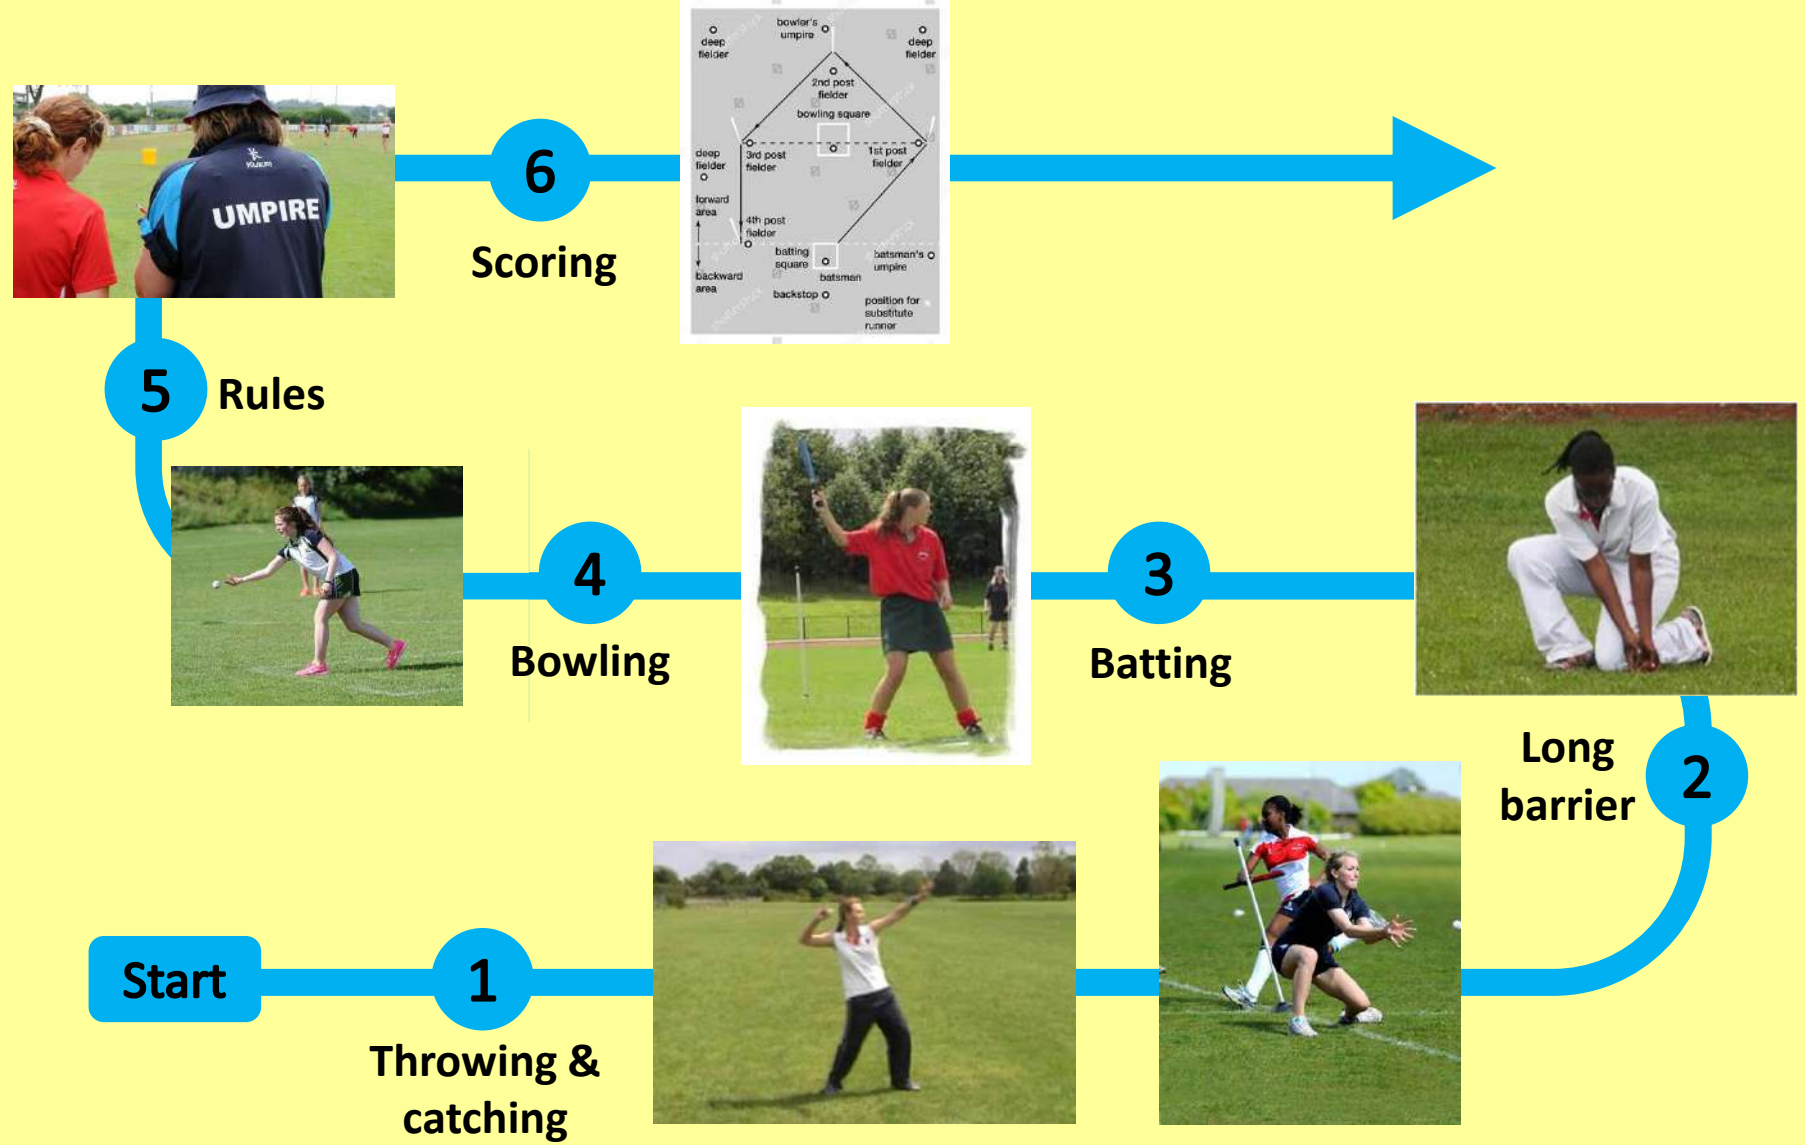 bowler's
umpire
deep
fielder
deep
fielder
2nd post
fielder
bowling square
deep
fielder
3rd post
fielder
1st post
fielder
forward
area
4th post
fielder
backward
area
batting
square
batsman
batsman's
umpire
backstop
position for
substitute
runner
UMPIRE
6
Scoring
5
Rules
4
Bowling
3
Batting
Long
barrier
2
Start
1
Throwing &
catching